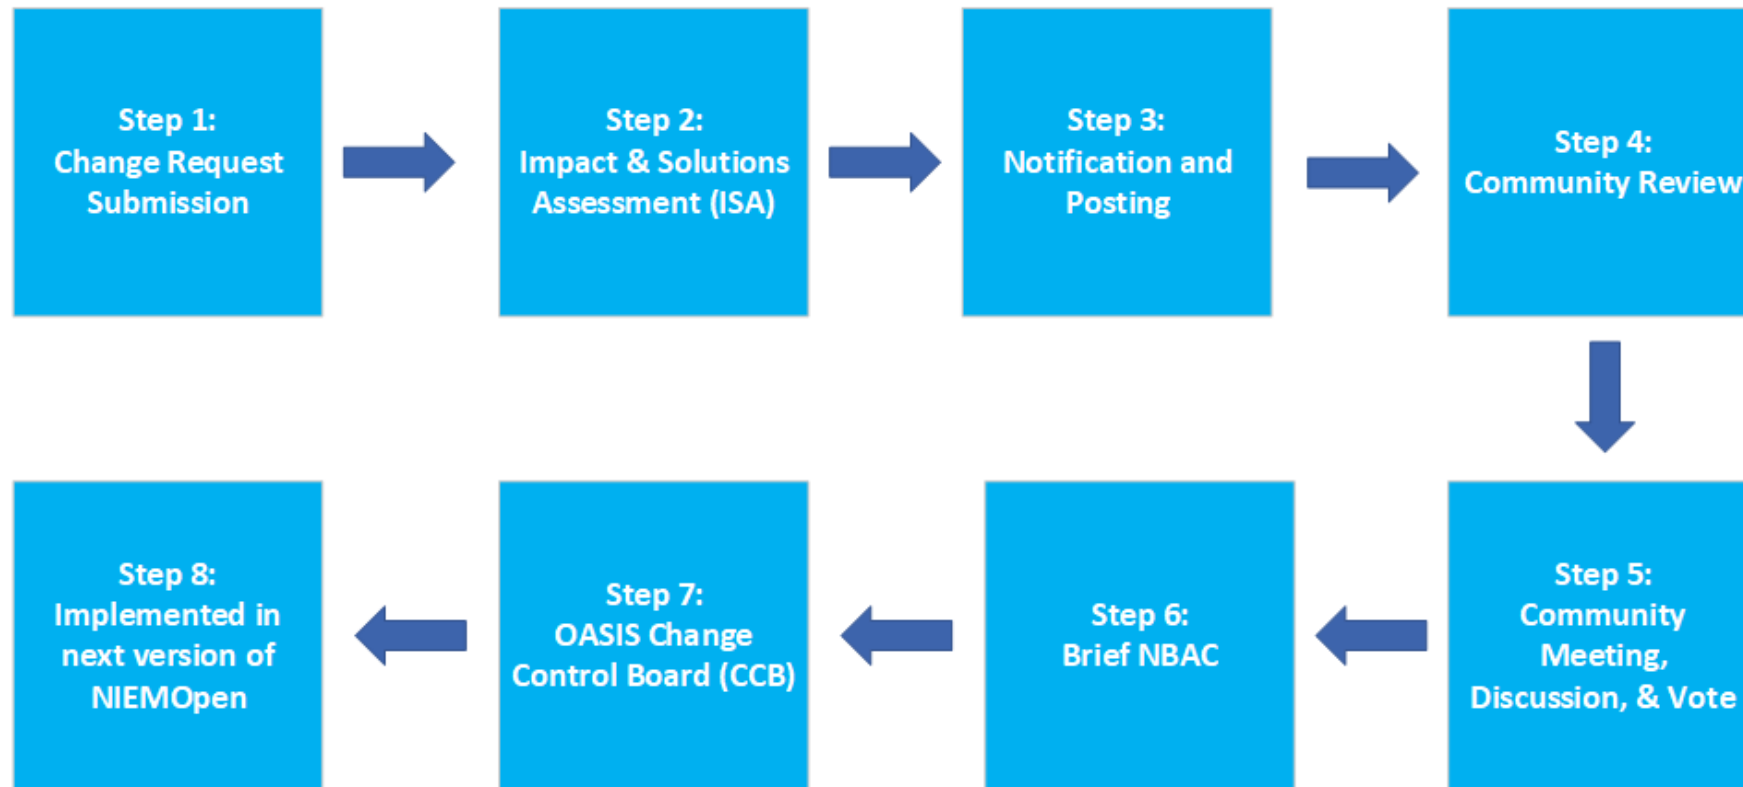 Step 1:
Change Request
Submission
Step 2:
Impact & Solutions
Assessment (ISA)
Step 3:
Notification and
Posting
Step 4:
Community Review
Step 5:
Community
Meeting,
Discussion, & Vote
Step 6:
Brief NBAC
Step 7:
OASIS Change
Control Board (CCB)
Step 8:
Implemented in
next version of
NIEMOpen